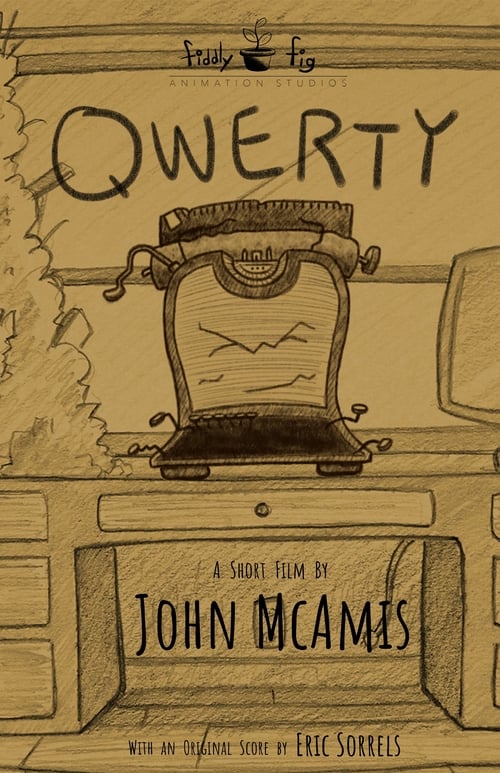 fiddly fig
ANIMATION STUDIOS
QWERTY
A SHORT FILM BY
JOHN MCAMIS
WITH AN ORIGINAL SCORE BY ERIC SORRELS